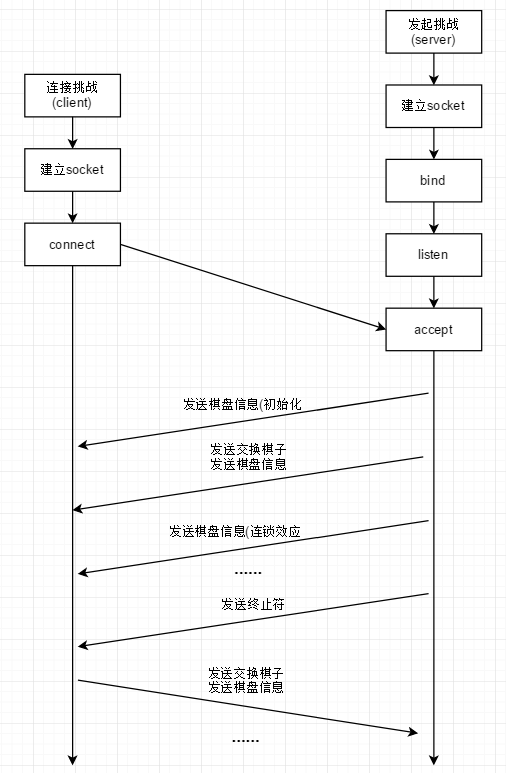 发起挑战
(server)
连接挑战
(client)
建立socket
建立socket
bind
connect
listen
accept
发送棋盘信息(初始化
发送交换棋子
发送棋盘信息
发送棋盘信息(连锁效应
......
发送终止符
发送交换棋子
发送棋盘信息
......